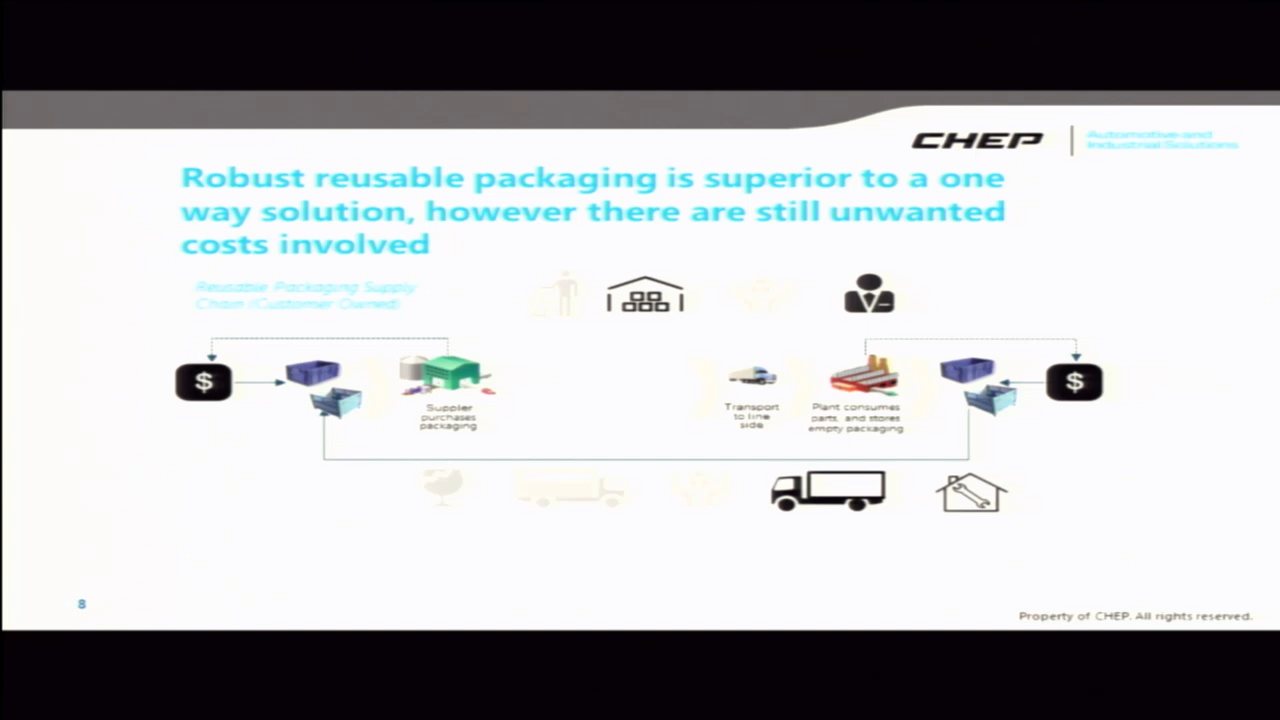 CHEP
Automotive and
Industrial Solutions
Robust reusable packaging is superior to a one
way solution, however there are still unwanted
costs involved
Reusable Packaging Supply
Chain (Customer Owned)
$
$
Supplier
purchases
packaging
Transport
to line
side
Plant consumes
parts, and stores
empty packaging
8
Property of CHEP. All rights reserved.